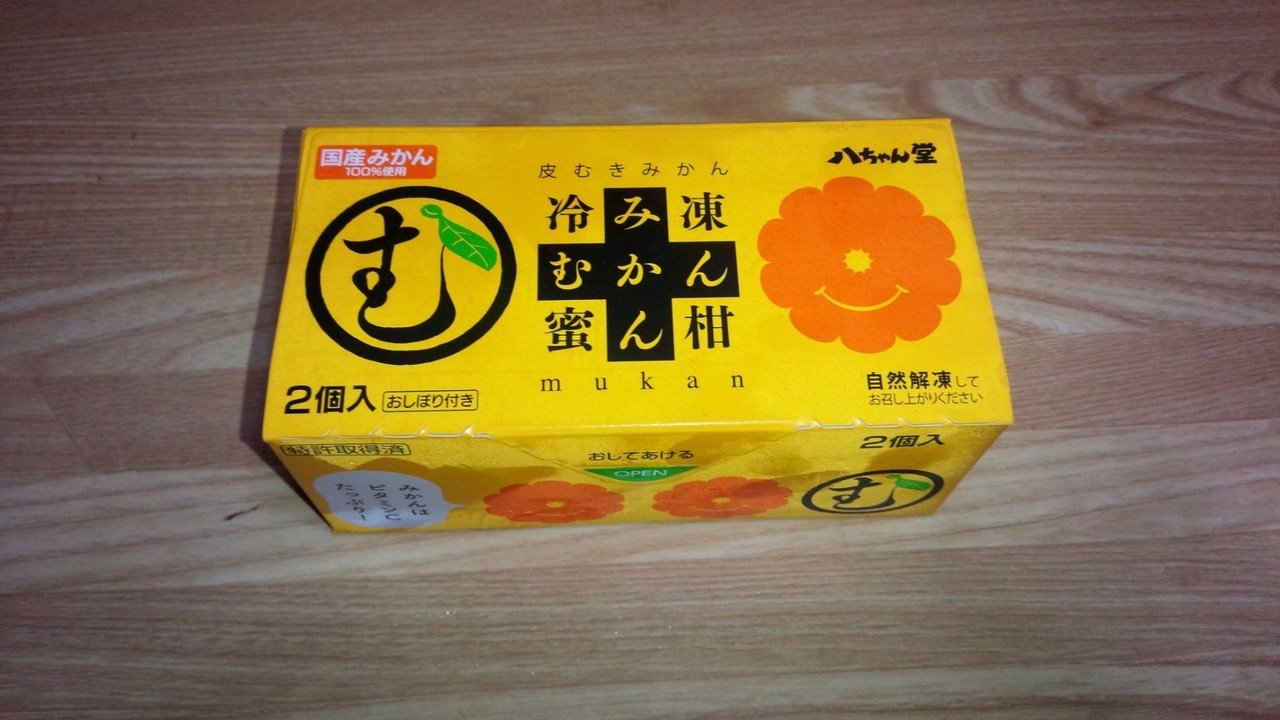 国産みかん
100%使用
八ちゃん堂
皮むきみかん
む
冷み凍
むかん
蜜ん柑
mukan
2個入 おしぼり付き
自然解凍して
お召し上がりください
特許取得済
おしてあける
OPEN
2個入
みかんは
ビタミンC
たっぷり!
む